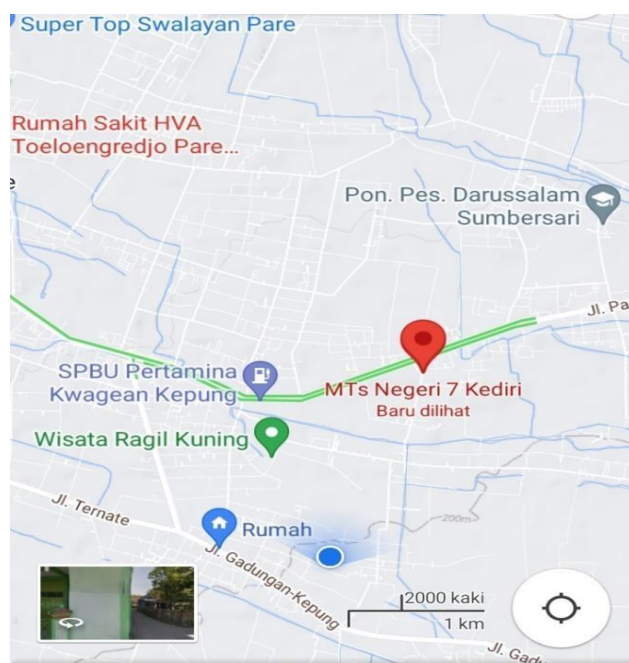 Super Top Swalayan Pare
Rumah Sakit HVA
Toeloengredjo Pare...
e
Pon. Pes. Darussalam
Sumbersari
Jl. Pa
SPBU Pertamina
Kwagean Kepung
MTs Negeri 7 Kediri
Baru dilihat
Wisata Ragil Kuning
Jl. Ternate
200m
Rumah
Jl. Gadungan-Kepung
2000 kaki
1 km
Jl. Gad